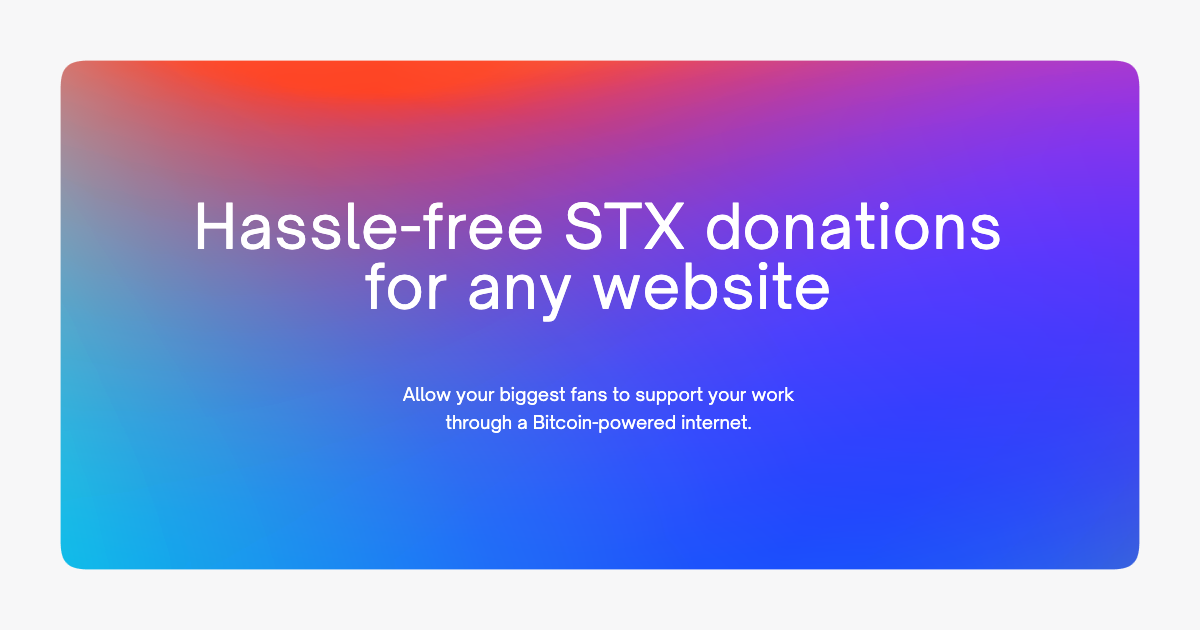 Hassle-free STX donations
for any website
Allow your biggest fans to support your work
through a Bitcoin-powered internet.